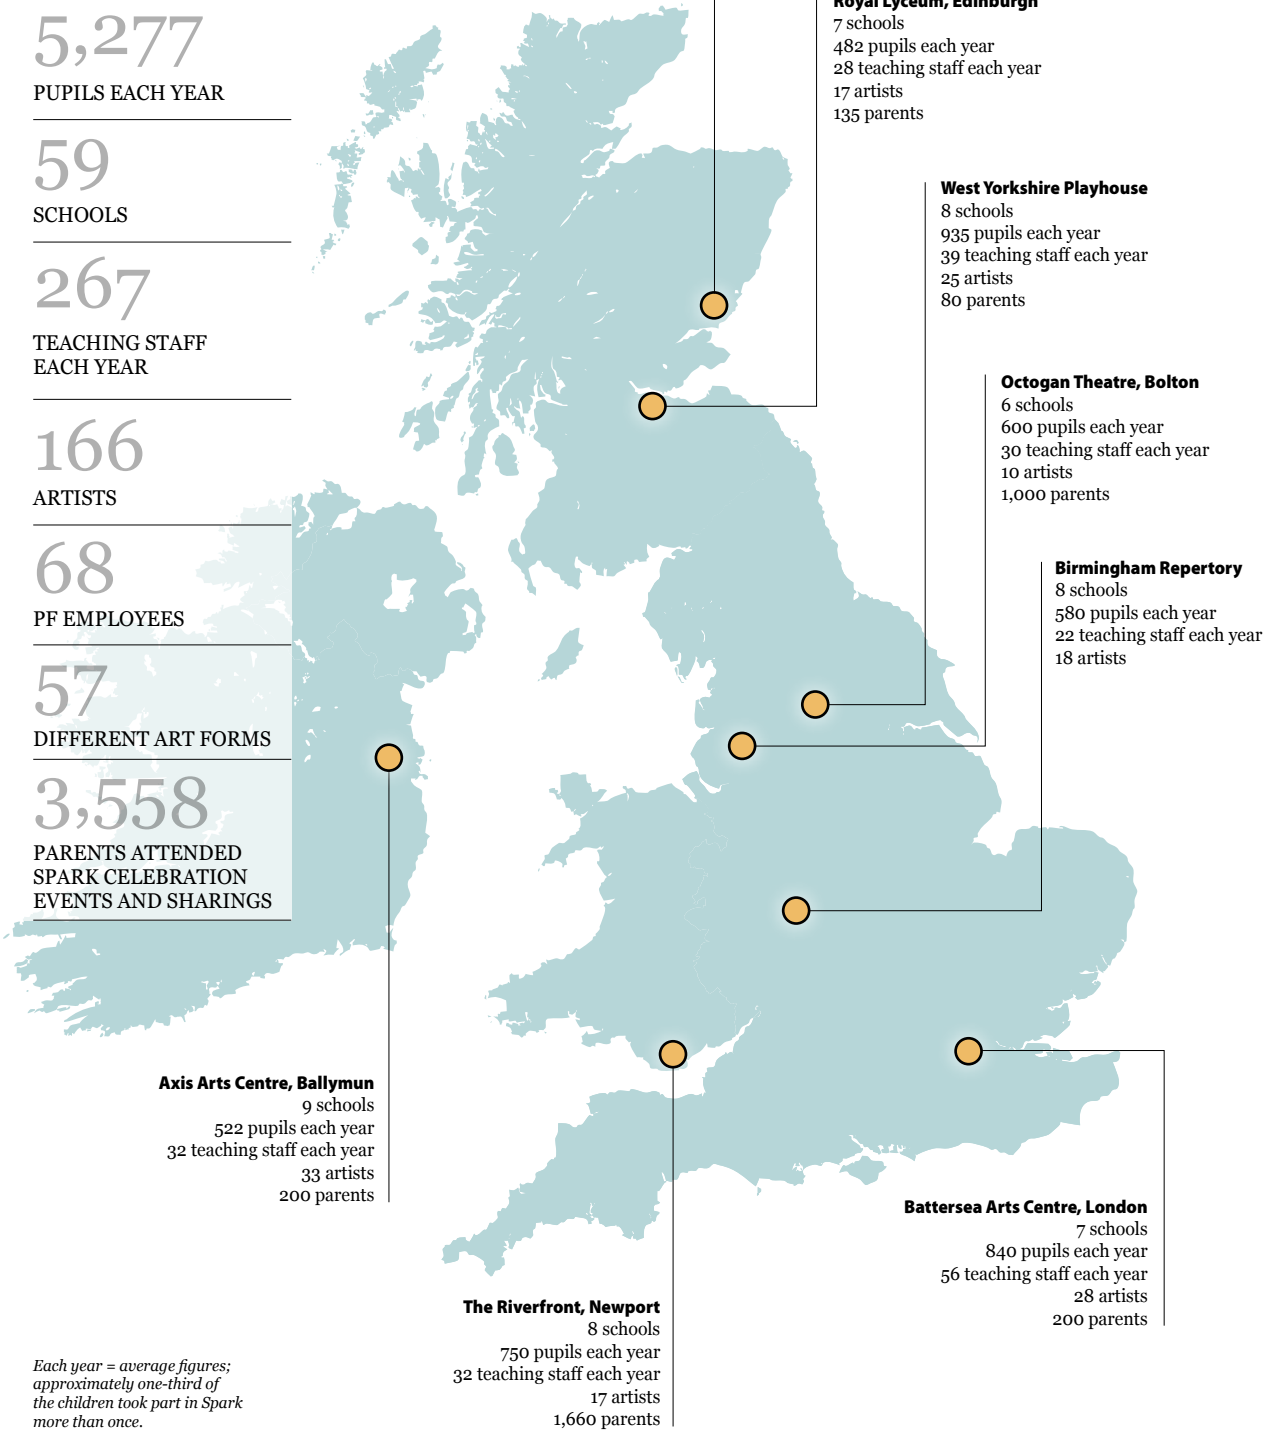 5,277
PUPILS EACH YEAR
59
SCHOOLS
267
TEACHING STAFF
EACH YEAR
166
ARTISTS
68
PF EMPLOYEES
57
DIFFERENT ART FORMS
3,558
PARENTS ATTENDED
SPARK CELEBRATION
EVENTS AND SHARINGS
Royal Lyceum, Edinburgh
7 schools
482 pupils each year
28 teaching staff each year
17 artists
135 parents
West Yorkshire Playhouse
8 schools
935 pupils each year
39 teaching staff each year
25 artists
80 parents
Octogan Theatre, Bolton
6 schools
600 pupils each year
30 teaching staff each year
10 artists
1,000 parents
Birmingham Repertory
8 schools
580 pupils each year
22 teaching staff each year
18 artists
Axis Arts Centre, Ballymun
9 schools
522 pupils each year
32 teaching staff each year
33 artists
200 parents
Battersea Arts Centre, London
7 schools
840 pupils each year
56 teaching staff each year
28 artists
200 parents
The Riverfront, Newport
8 schools
750 pupils each year
32 teaching staff each year
17 artists
1,660 parents
Each year = average figures;
approximately one-third of
the children took part in Spark
more than once.